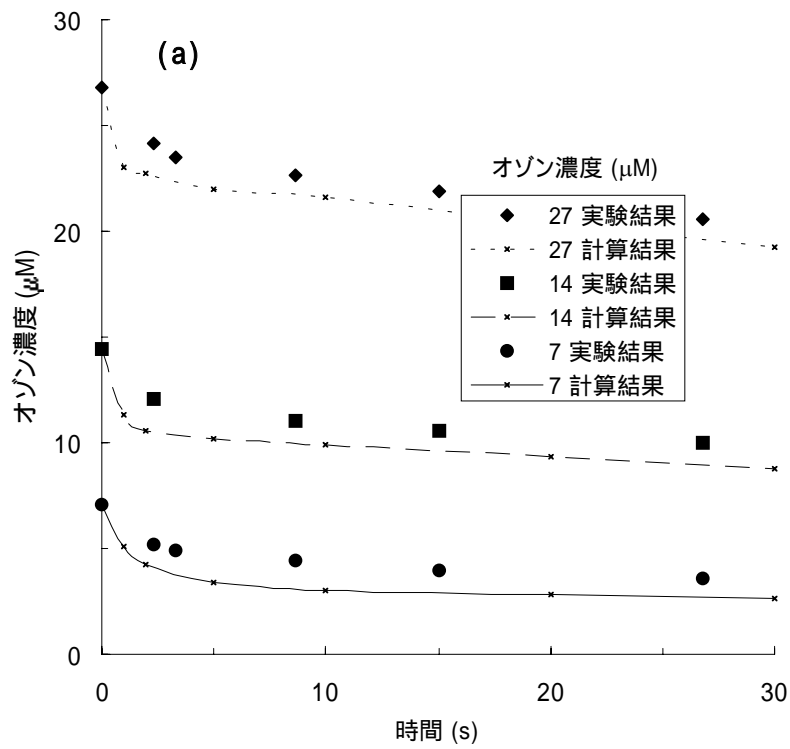 (a)
30
20
10
0
オゾン濃度 (μM)
オゾン濃度 (μM)
27 実験結果
27 計算結果
14 実験結果
14 計算結果
7 実験結果
7 計算結果
0
10
20
30
時間 (s)